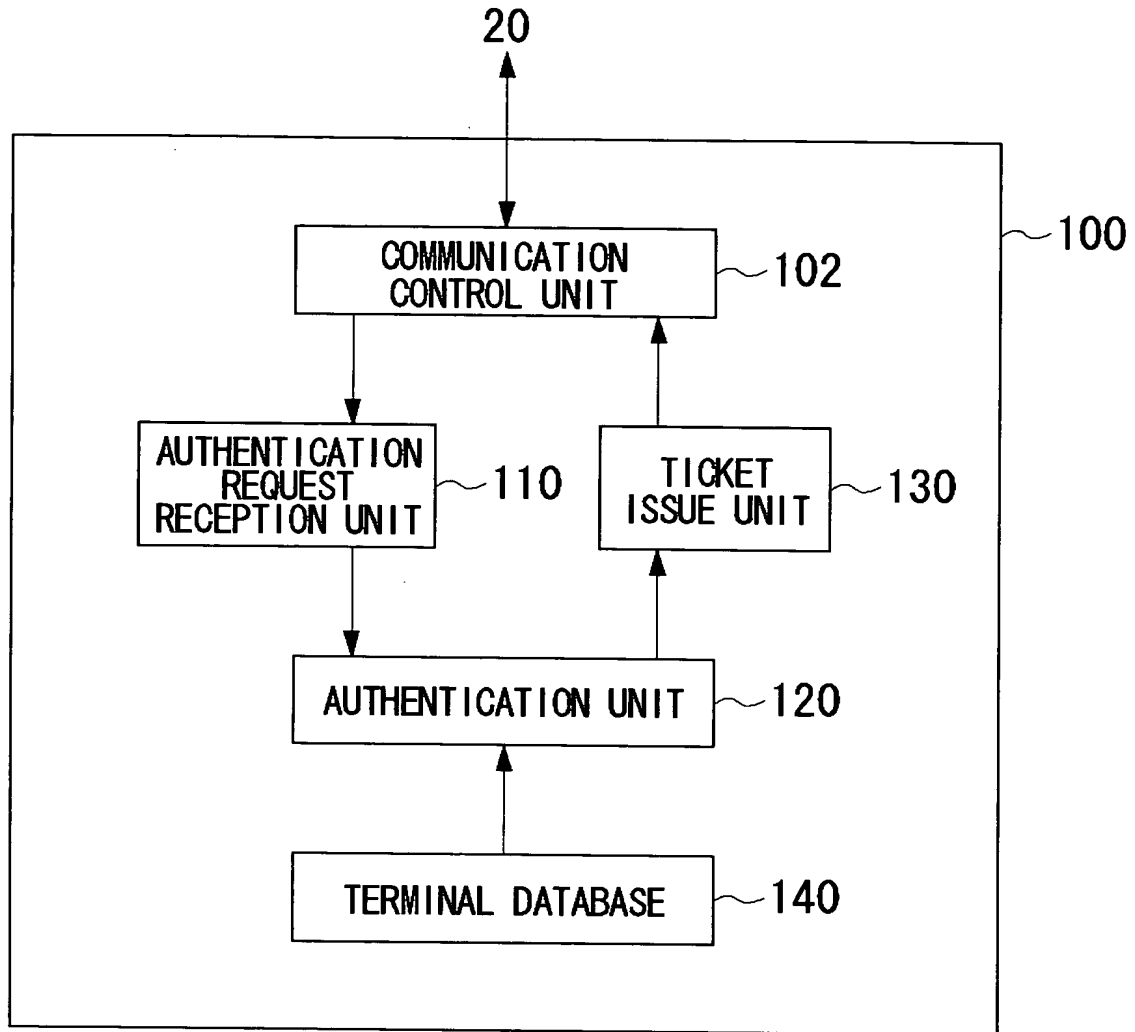 20
100
COMMUNICATION
CONTROL UNIT
102
AUTHENTICATION
REQUEST
RECEPTION UNIT
110
TICKET
ISSUE UNIT
130
AUTHENTICATION UNIT
120
TERMINAL DATABASE
140